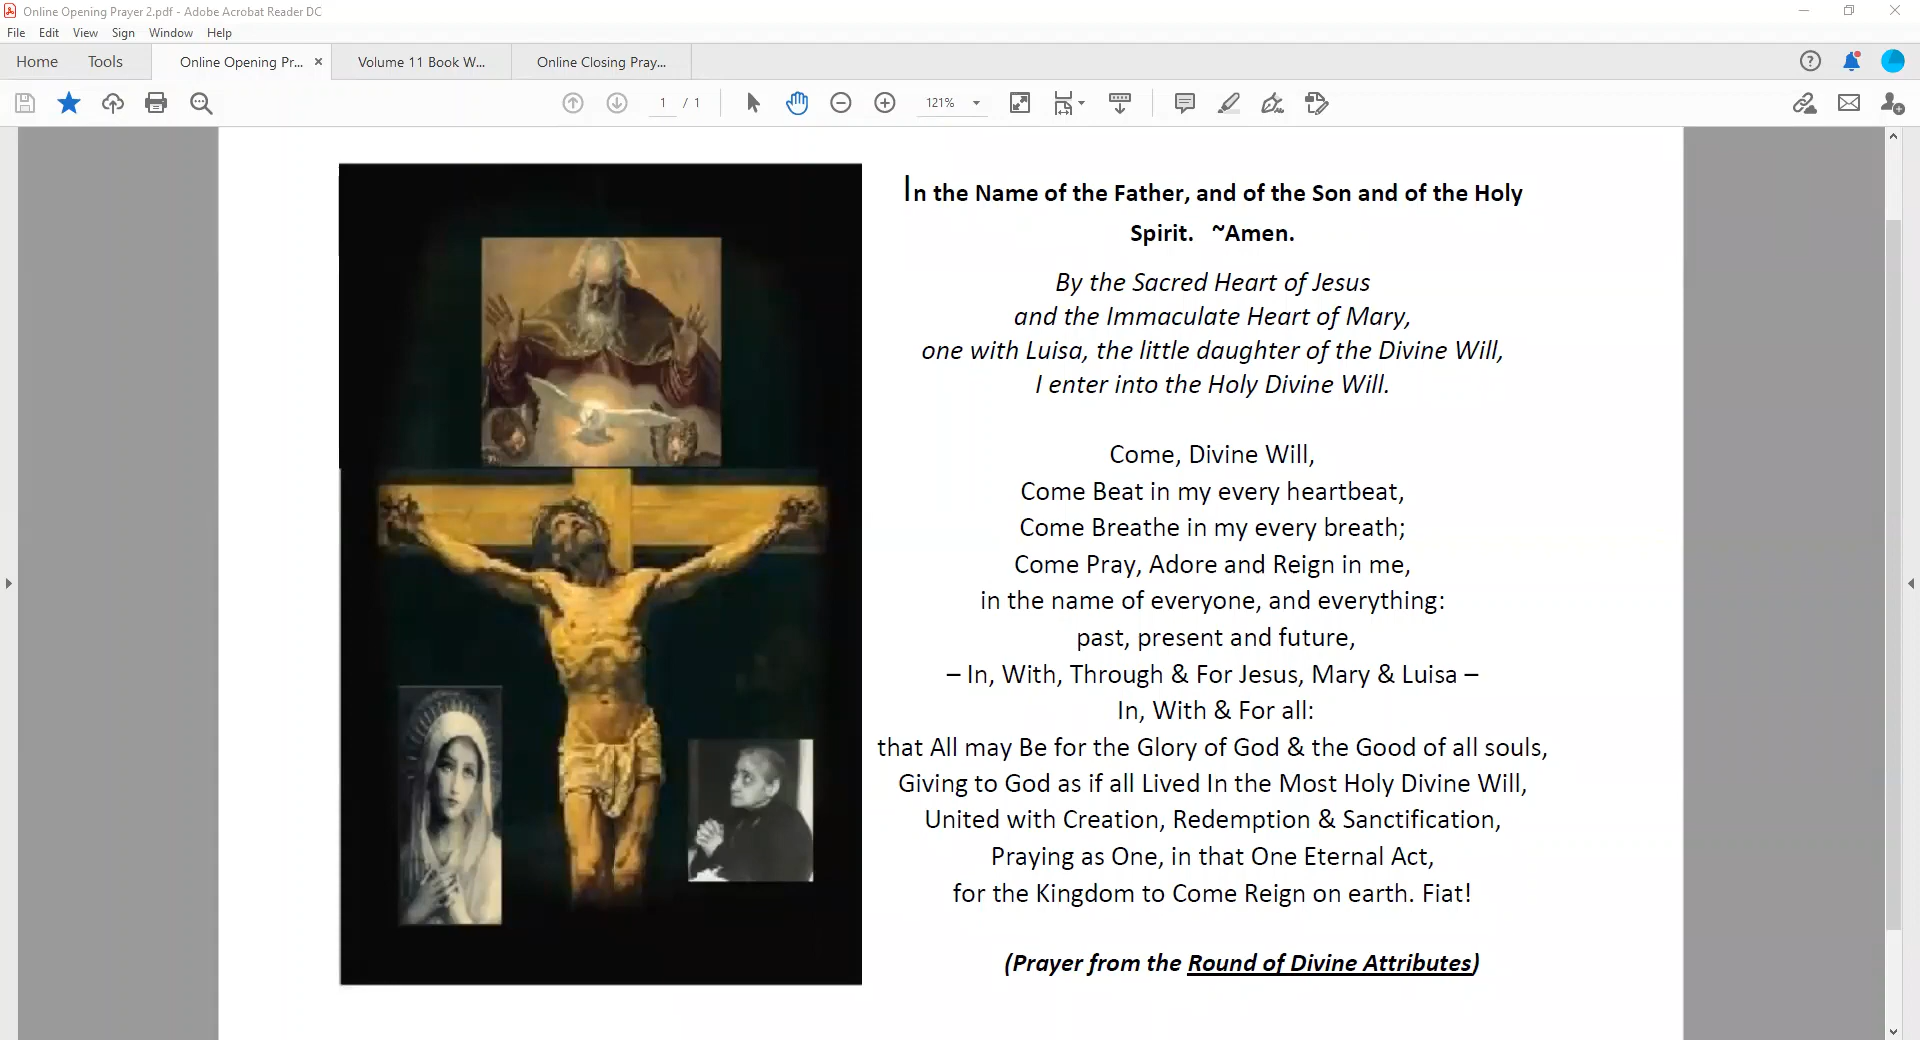 Online Opening Prayer 2.pdf - Adobe Acrobat Reader DC
File Edit View Sign Window Help
Home Tools Online Opening Pr... × Volume 11 Book W... Online Closing Pray...
1 / 1 121%
In the Name of the Father, and of the Son and of the Holy
Spirit. ~Amen.
By the Sacred Heart of Jesus
and the Immaculate Heart of Mary,
one with Luisa, the little daughter of the Divine Will,
I enter into the Holy Divine Will.
Come, Divine Will,
Come Beat in my every heartbeat,
Come Breathe in my every breath;
Come Pray, Adore and Reign in me,
in the name of everyone, and everything:
past, present and future,
– In, With, Through & For Jesus, Mary & Luisa –
In, With & For all:
that All may Be for the Glory of God & the Good of all souls,
Giving to God as if all Lived In the Most Holy Divine Will,
United with Creation, Redemption & Sanctification,
Praying as One, in that One Eternal Act,
for the Kingdom to Come Reign on earth. Fiat!
(Prayer from the Round of Divine Attributes)